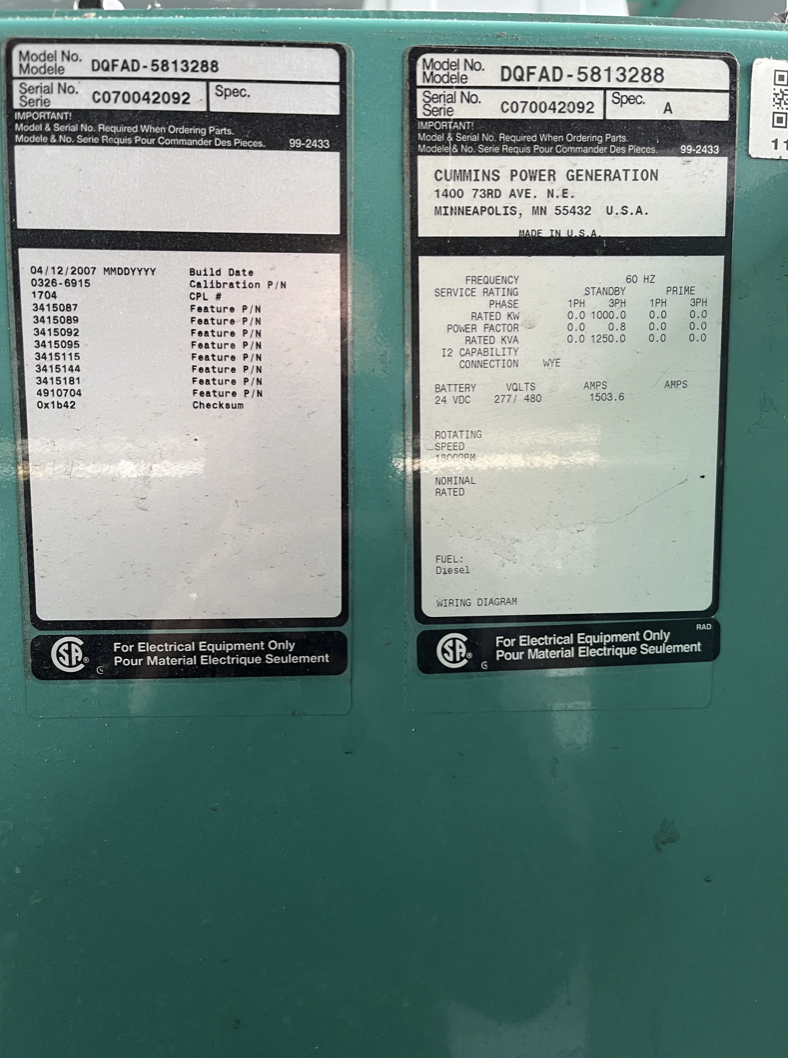 Model No.
Modele DQFAD-5813288
Serial No.
Serie C070042092 Spec.
IMPORTANT!
Model & Serial No. Required When Ordering Parts.
Modele & No. Serie Requis Pour Commander Des Pieces. 99-2433
04/12/2007 MMDDYYYY Build Date
0326-6915 Calibration P/N
1704 CPL #
3415087 Feature P/N
3415089 Feature P/N
3415092 Feature P/N
3415095 Feature P/N
3415115 Feature P/N
3415144 Feature P/N
3415181 Feature P/N
4910704 Feature P/N
0x1b42 Checksum
SA ® For Electrical Equipment Only
G Pour Material Electrique Seulement
Model No.
Modele DQFAD-5813288
Serial No.
Serie C070042092 Spec. A
IMPORTANT!
Model & Serial No. Required When Ordering Parts.
Modele & No. Serie Requis Pour Commander Des Pieces. 99-2433
CUMMINS POWER GENERATION
1400 73RD AVE. N.E.
MINNEAPOLIS, MN 55432 U.S.A.
MADE IN U.S.A.
FREQUENCY 60 HZ
SERVICE RATING STANDBY PRIME
PHASE 1PH 3PH 1PH 3PH
RATED KW 0.0 1000.0 0.0 0.0
POWER FACTOR 0.0 0.8 0.0 0.0
RATED KVA 0.0 1250.0 0.0 0.0
I2 CAPABILITY
CONNECTION WYE
BATTERY VOLTS AMPS AMPS
24 VDC 277/ 480 1503.6
ROTATING
SPEED
1800RPM
NOMINAL
RATED
FUEL:
Diesel
WIRING DIAGRAM
RAD
SA ® For Electrical Equipment Only
G Pour Material Electrique Seulement
11